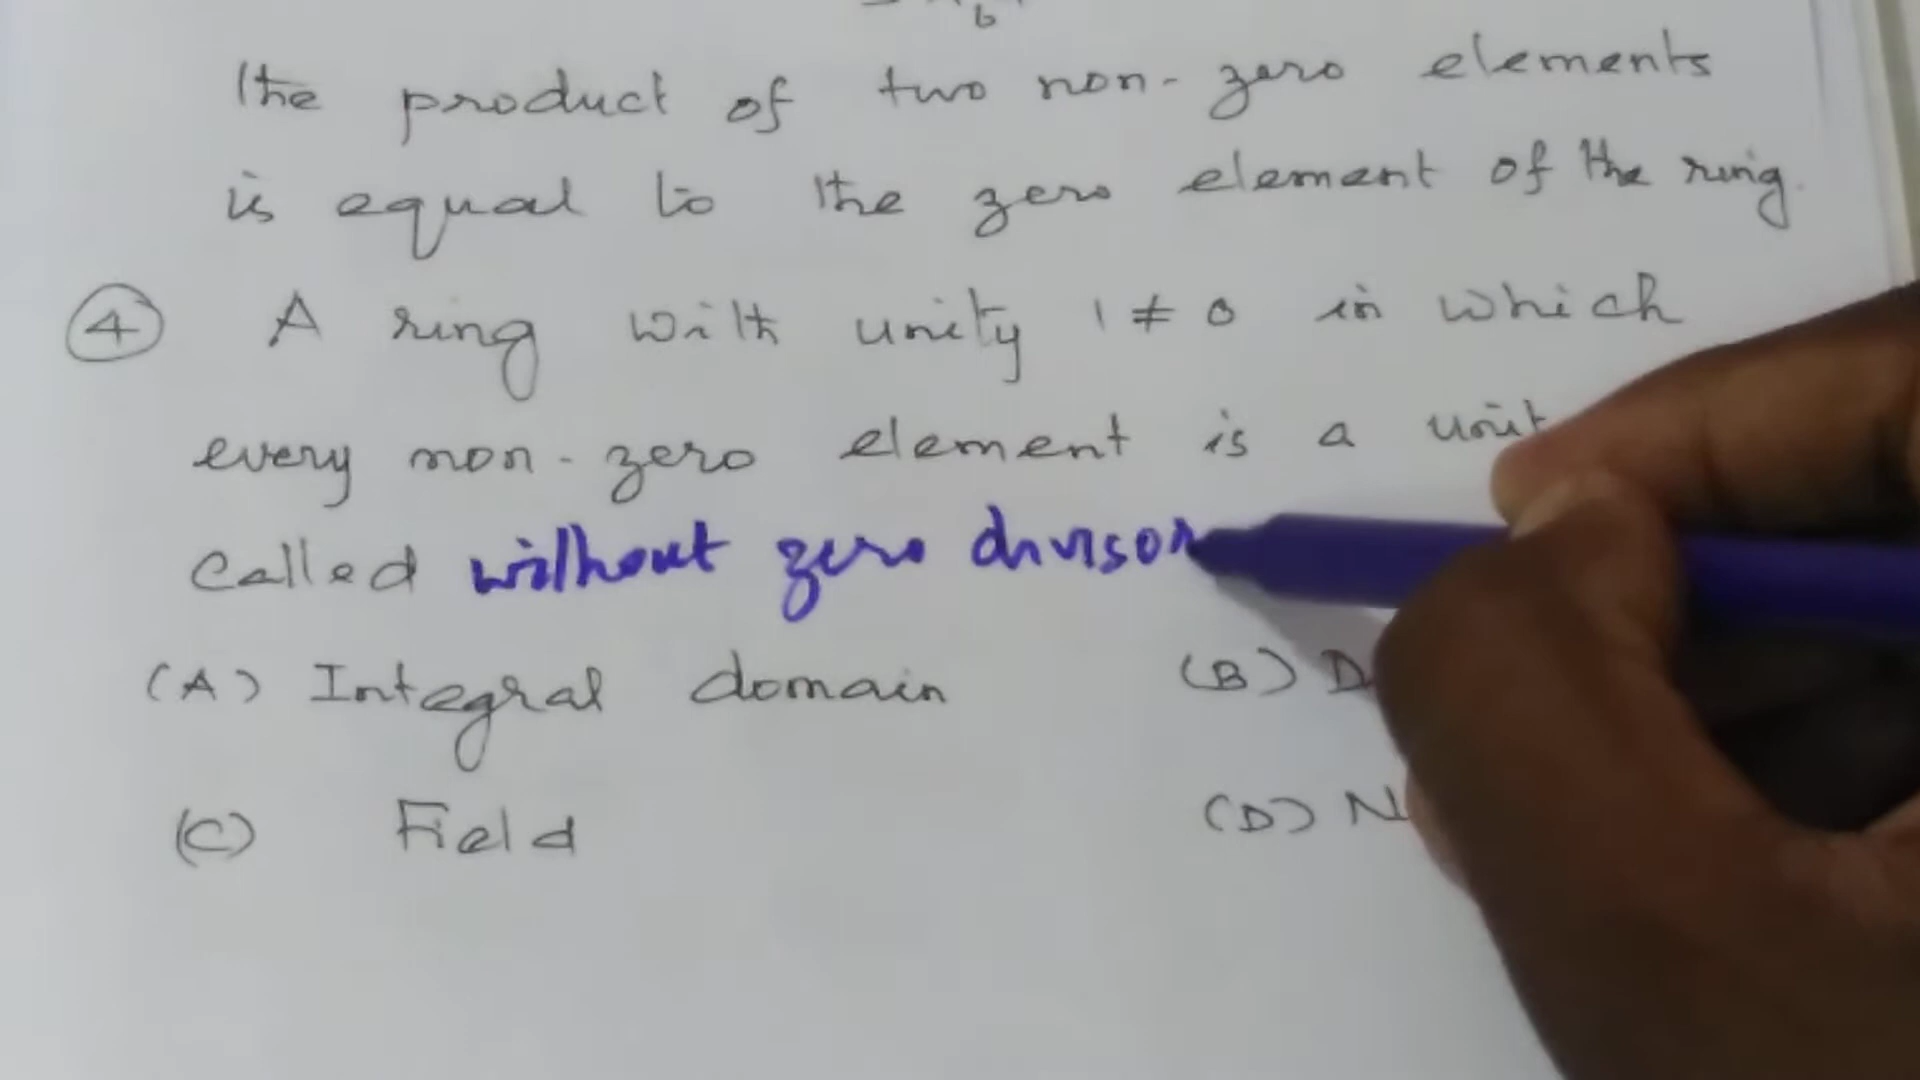 b
The product of two non-zero elements
is equal to the zero element of the ring.
4 A ring with unity 1 ≠ 0 in which
every non-zero element is a unit
called without zero divisor
(A) Integral domain (B) D
(C) Field (D) N